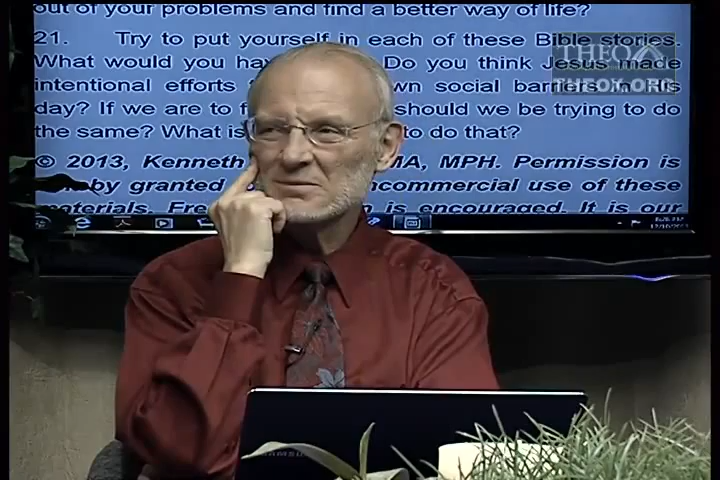 out of your problems and find a better way of life?
21. Try to put yourself in each of these Bible stories.
What would you have Do you think Jesus made
intentional efforts own social barriers in His
day? If we are to f should we be trying to do
the same? What is to do that?
© 2013, Kenneth MA, MPH. Permission is
by granted noncommercial use of these
materials. Free is encouraged. It is our
THEOX
THEOX.ORG
SAMSUNG